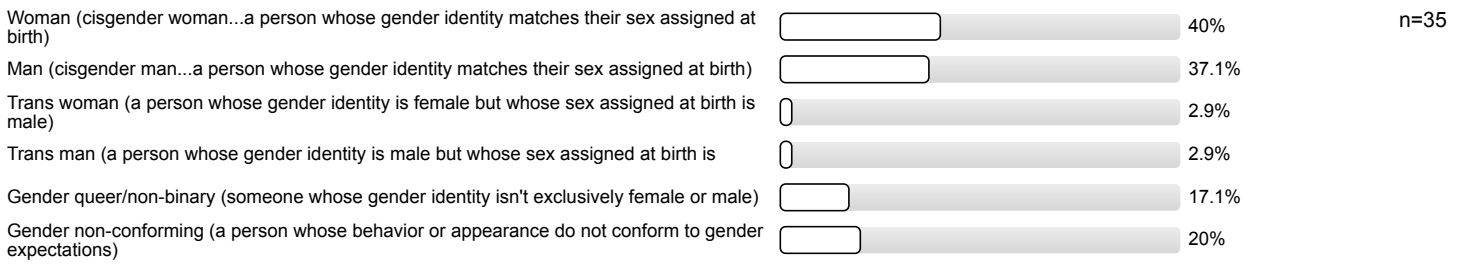 Woman (cisgender woman...a person whose gender identity matches their sex assigned at
birth)
40%
n=35
Man (cisgender man...a person whose gender identity matches their sex assigned at birth)
37.1%
Trans woman (a person whose gender identity is female but whose sex assigned at birth is
male)
2.9%
Trans man (a person whose gender identity is male but whose sex assigned at birth is
2.9%
Gender queer/non-binary (someone whose gender identity isn't exclusively female or male)
17.1%
Gender non-conforming (a person whose behavior or appearance do not conform to gender
expectations)
20%